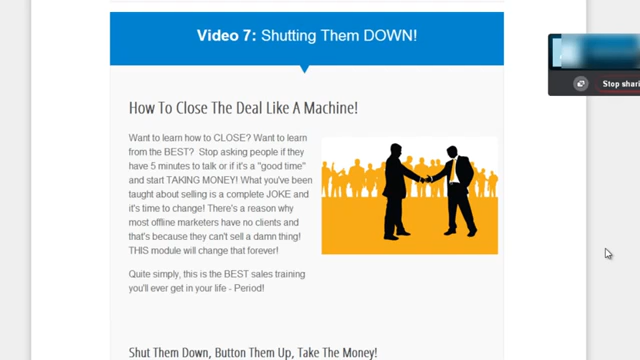 Video 7: Shutting Them DOWN!
How To Close The Deal Like A Machine!
Want to learn how to CLOSE? Want to learn
from the BEST?  Stop asking people if they
have 5 minutes to talk or if it's a "good time"
and start TAKING MONEY! What you've been
taught about selling is a complete JOKE and
it's time to change! There's a reason why
most offline marketers have no clients and
that's because they can't sell a damn thing!
THIS module will change that forever!
Quite simply, this is the BEST sales training
you'll ever get in your life - Period!
Shut Them Down, Button Them Up, Take The Money!
Stop shari